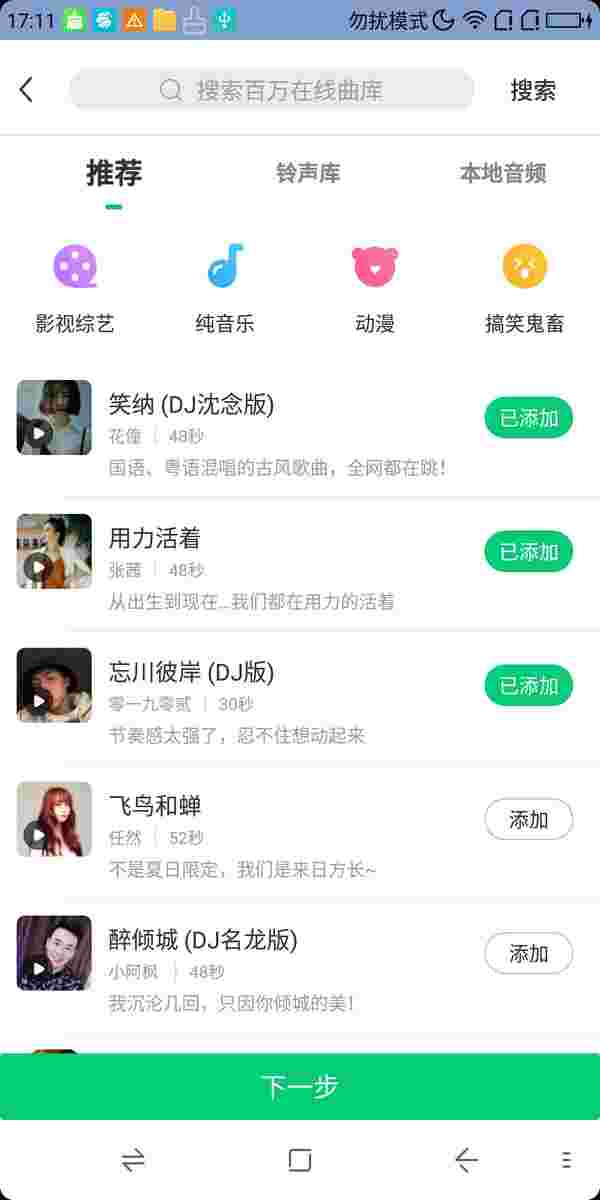 17:11 勿扰模式
搜索百万在线曲库 搜索
推荐 铃声库 本地音频
影视综艺 纯音乐 动漫 搞笑鬼畜
笑纳 (DJ沈念版)
已添加
花僮 | 48秒
国语、粤语混唱的古风歌曲，全网都在跳！
用力活着
已添加
张茜 | 48秒
从出生到现在...我们都在用力的活着
忘川彼岸 (DJ版)
已添加
零一九零贰 | 30秒
节奏感太强了，忍不住想动起来
飞鸟和蝉
添加
任然 | 52秒
不是夏日限定，我们是来日方长~
醉倾城 (DJ名龙版)
添加
小阿枫 | 48秒
我沉沦几回，只因你倾城的美！
下一步